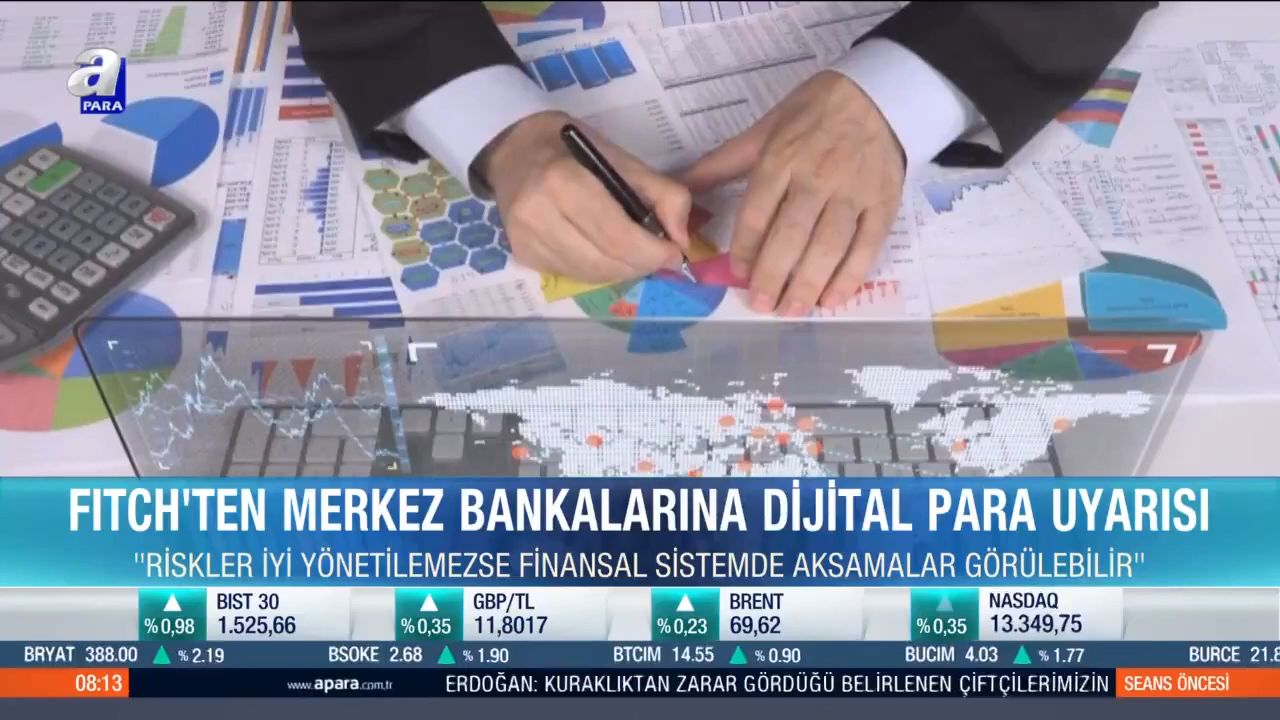 a
PARA
FITCH'TEN MERKEZ BANKALARINA DİJİTAL PARA UYARISI
"RİSKLER İYİ YÖNETİLEMEZSE FİNANSAL SİSTEMDE AKSAMALAR GÖRÜLEBİLİR"
%0,98 BIST 30 1.525,66
%0,35 GBP/TL 11,8017
%0,23 BRENT 69,62
%0,35 NASDAQ 13.349,75
BRYAT 388.00 % 2.19 BSOKE 2.68 % 1.90 BTCIM 14.55 % 0.90 BUCIM 4.03 % 1.77 BURCE 21.8
08:13 www.apara.com.tr ERDOĞAN: KURAKLIKTAN ZARAR GÖRDÜĞÜ BELİRLENEN ÇİFTÇİLERİMİZİN SEANS ÖNCESİ